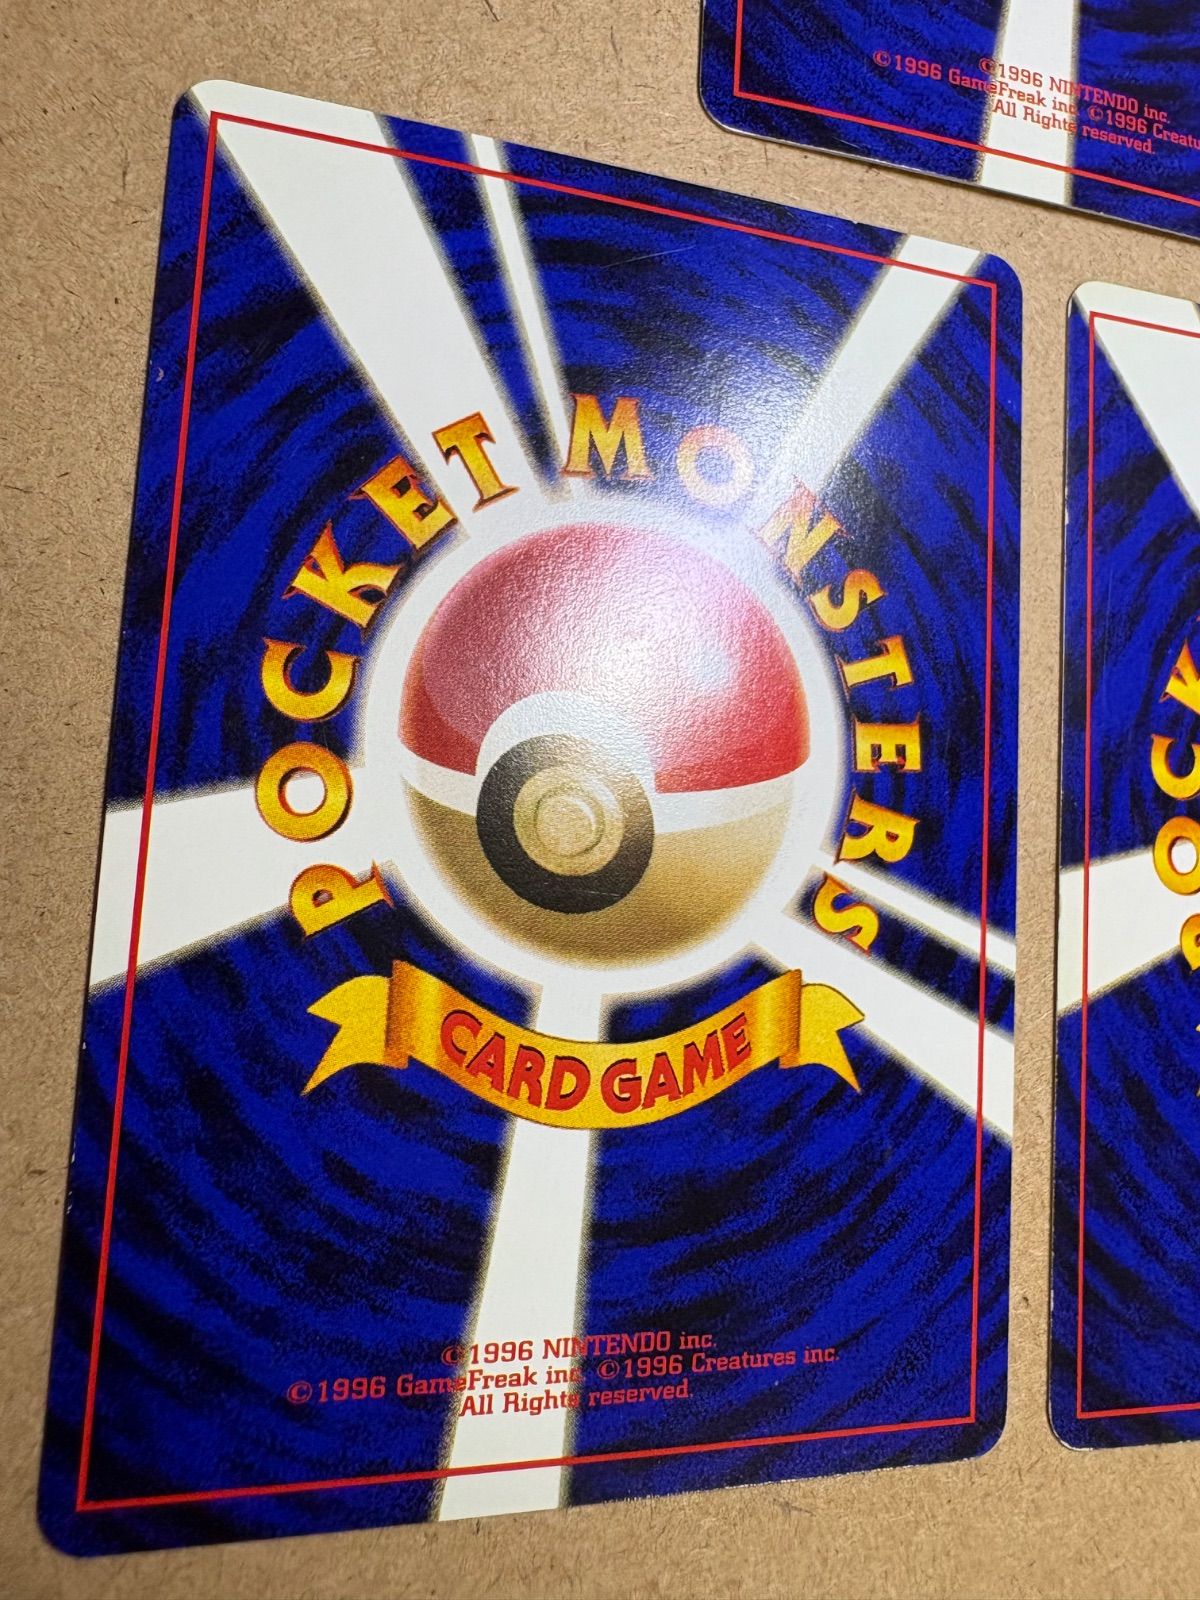 ©1996 NINTENDO inc.
©1996 GameFreak inc. ©1996
All Rights reserved.
POCKET MONSTERS
CARD GAME
©1996 NINTENDO inc.
©1996 GameFreak inc. ©1996 Creatures inc.
All Rights reserved.